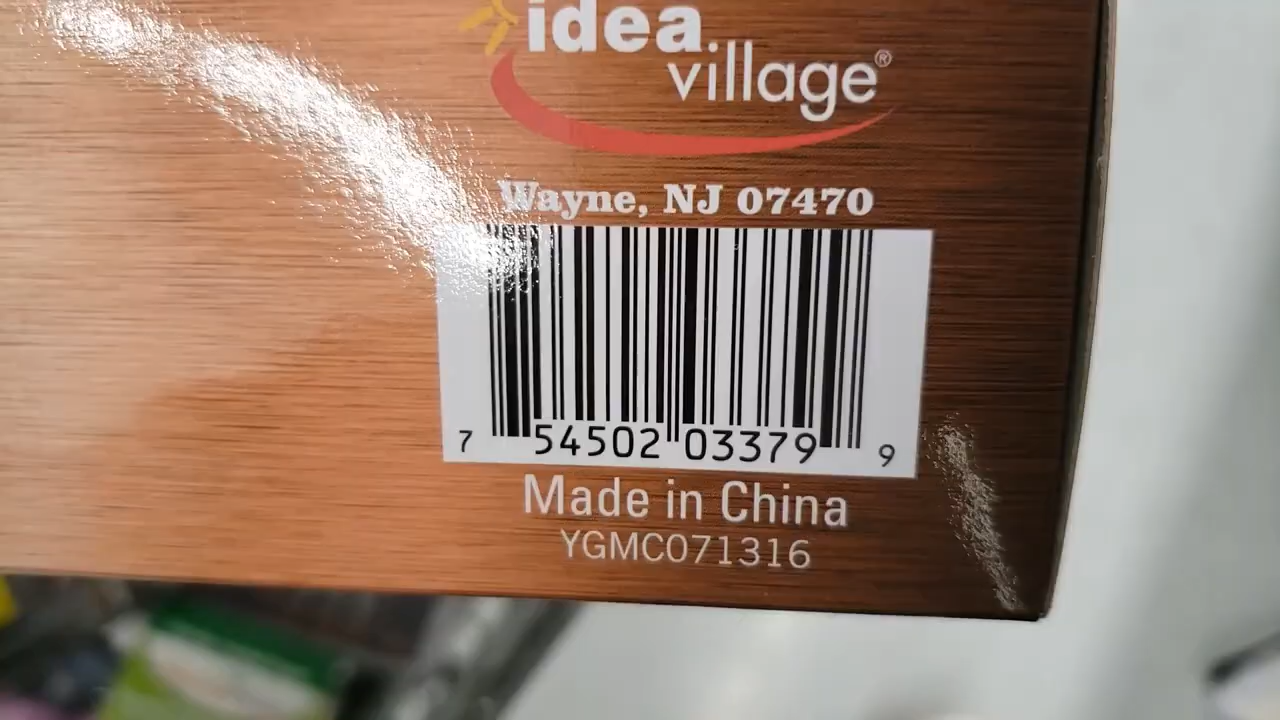 idea
village®
Wayne, NJ 07470
7 54502 03379 9
Made in China
YGMC071316